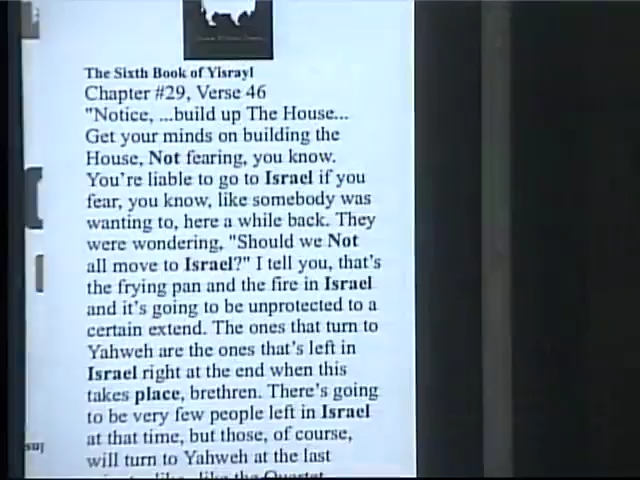 The Sixth Book of Yisrayl
Chapter #29, Verse 46
"Notice, ...build up The House...
Get your minds on building the
House, Not fearing, you know.
You're liable to go to Israel if you
fear, you know, like somebody was
wanting to, here a while back. They
were wondering, "Should we Not
all move to Israel?" I tell you, that's
the frying pan and the fire in Israel
and it's going to be unprotected to a
certain extend. The ones that turn to
Yahweh are the ones that's left in
Israel right at the end when this
takes place, brethren. There's going
to be very few people left in Israel
at that time, but those, of course,
will turn to Yahweh at the last
like the Quartet